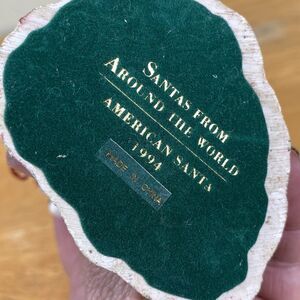 SANTAS FROM
AROUND THE WORLD
AMERICAN SANTA
1994
MADE IN CHINA